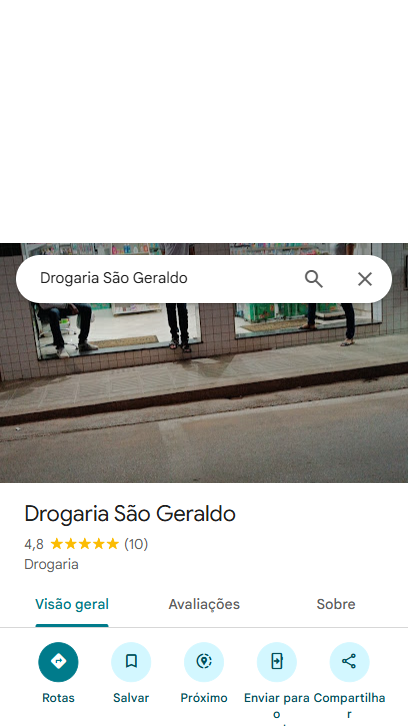 Drogaria São Geraldo
Drogaria São Geraldo
4,8 (10)
Drogaria
Visão geral Avaliações Sobre
Rotas Salvar Próximo Enviar para o Compartilhar